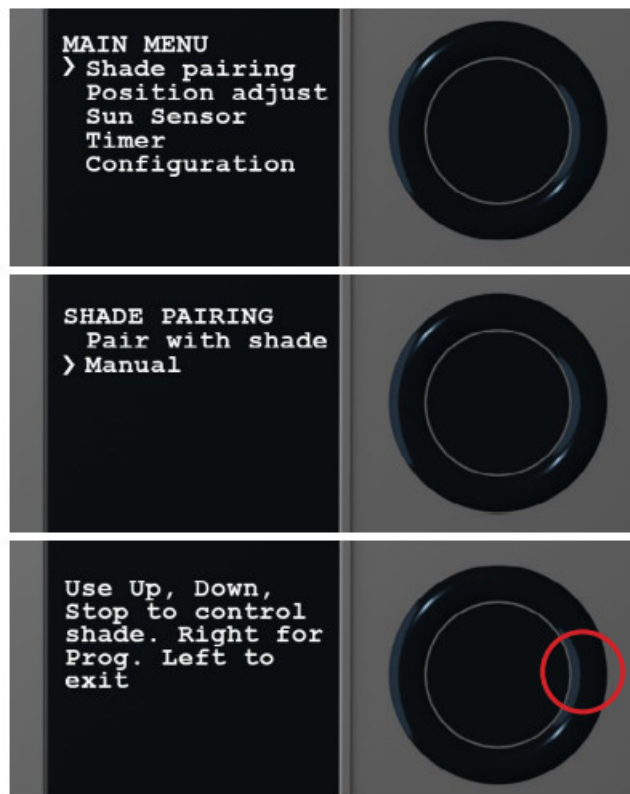 MAIN MENU
❯ Shade pairing
Position adjust
Sun Sensor
Timer
Configuration
SHADE PAIRING
Pair with shade
❯ Manual
Use Up, Down,
Stop to control
shade. Right for
Prog. Left to
exit